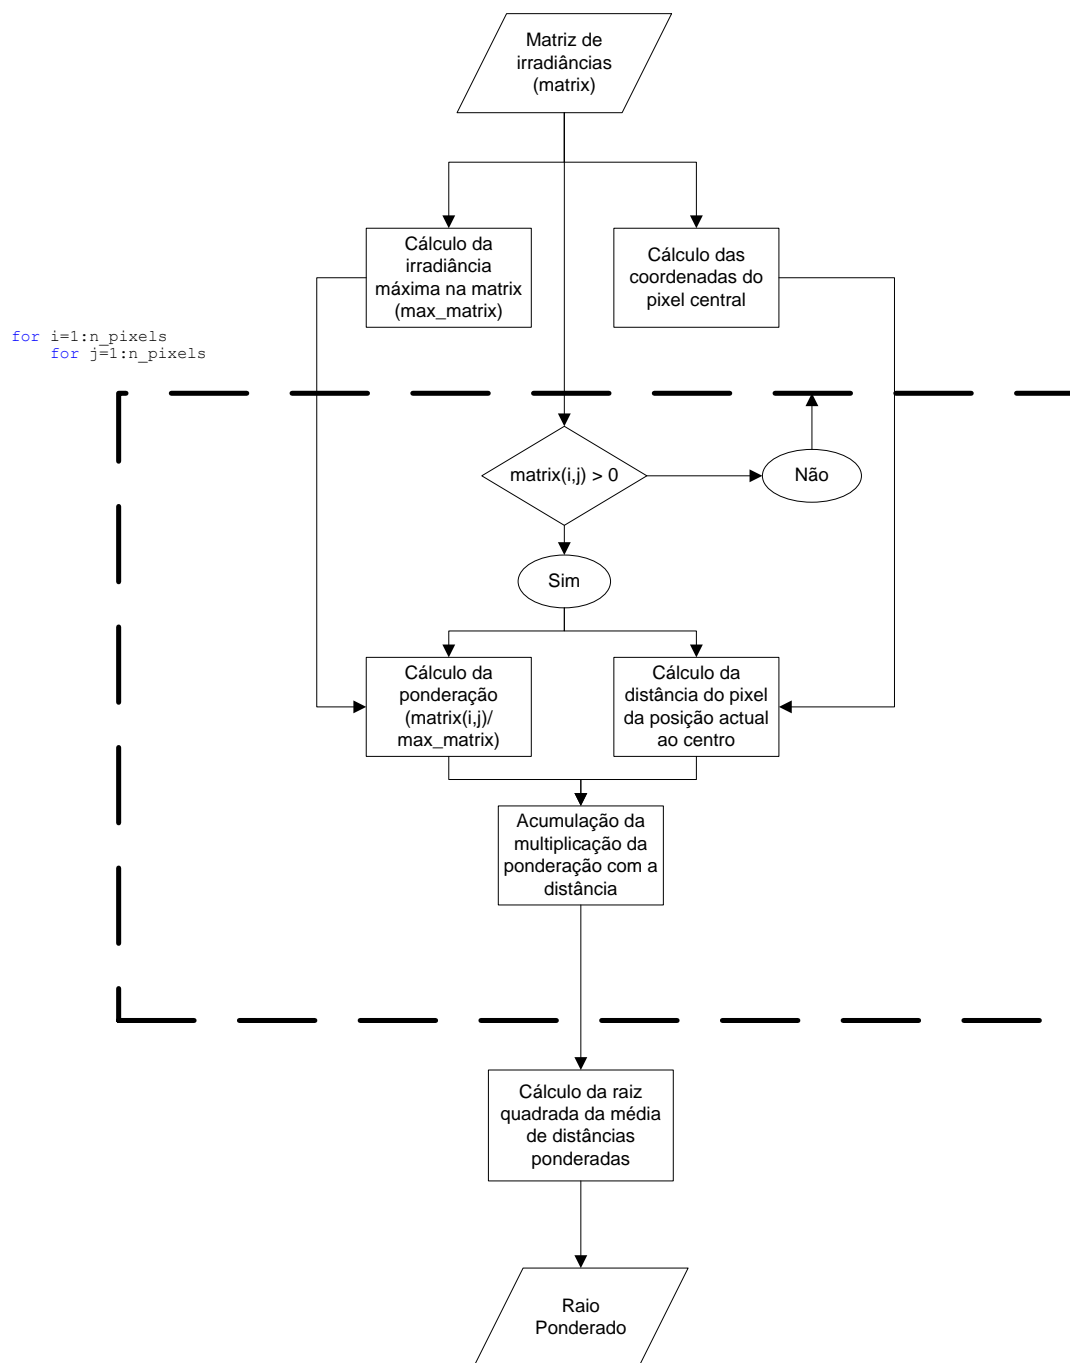 Matriz de
irradiâncias
(matrix)
Cálculo da
irradiância
máxima na matrix
(max_matrix)
Cálculo das
coordenadas do
pixel central
for i=1:n_pixels
for j=1:n_pixels
matrix(i,j) > 0
Não
Sim
Cálculo da
ponderação
(matrix(i,j)/
max_matrix)
Cálculo da
distância do pixel
da posição actual
ao centro
Acumulação da
multiplicação da
ponderação com a
distância
Cálculo da raiz
quadrada da média
de distâncias
ponderadas
Raio
Ponderado